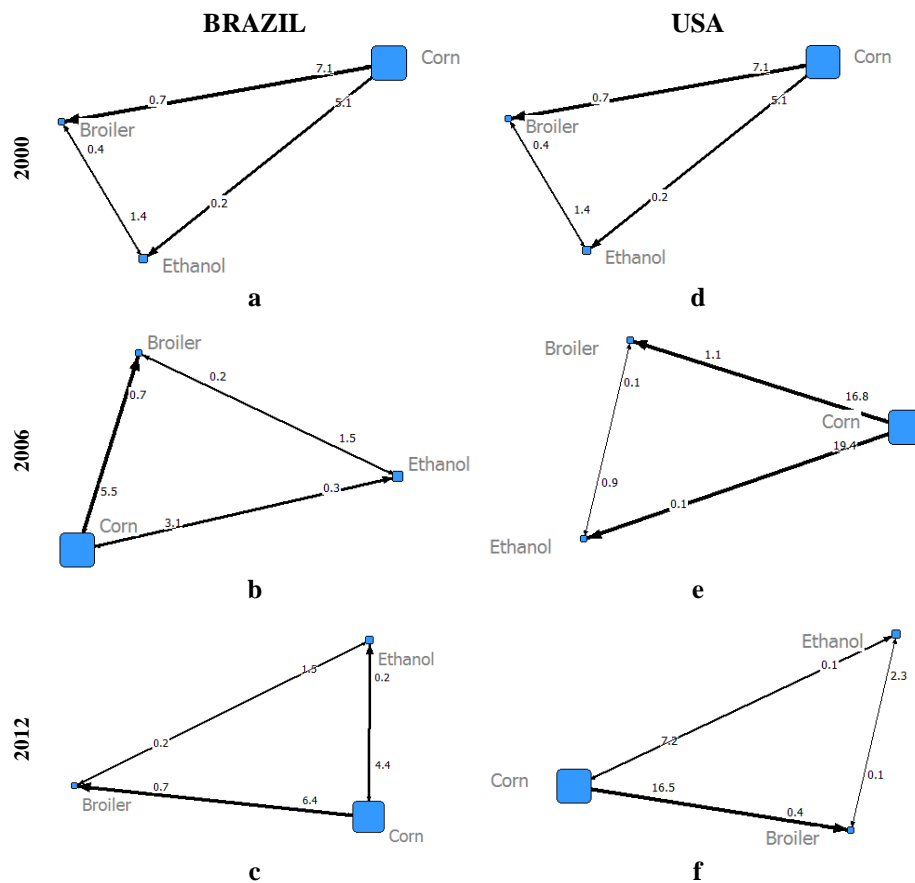 BRAZIL USA
2000
7.1 Corn
0.7 5.1
Broiler
0.4
0.2
1.4
Ethanol
a
7.1 Corn
0.7 5.1
Broiler
0.4
0.2
1.4
Ethanol
d
2006
Broiler
0.2
0.7
1.5
Ethanol
5.5 0.3
Corn 3.1
b
Broiler 1.1
0.1
16.8
Corn
19.4
0.9 0.1
Ethanol
e
2012
Ethanol
1.5 0.2
0.2
4.4
0.7 6.4
Broiler
Corn
c
Ethanol
0.1 2.3
7.2
Corn
16.5 0.1
0.4
Broiler
f